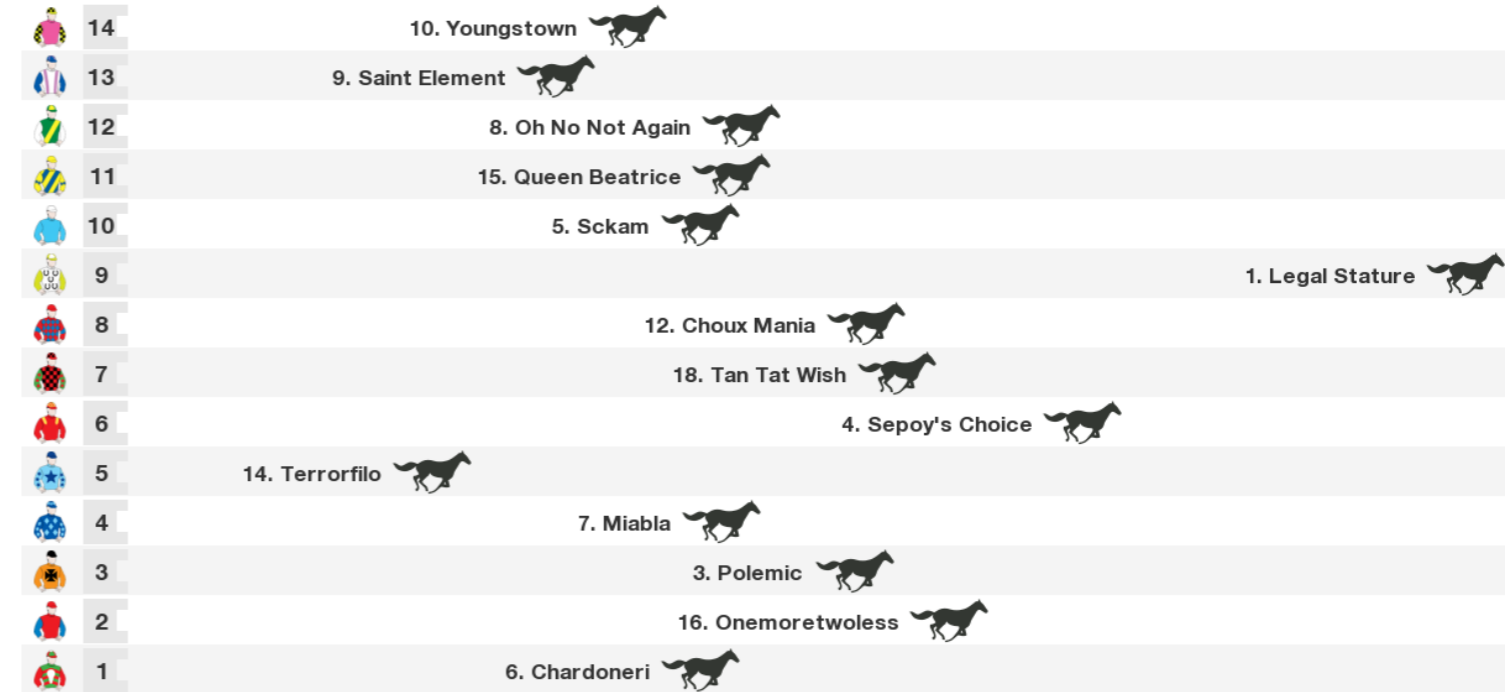 14 10. Youngstown
13 9. Saint Element
12 8. Oh No Not Again
11 15. Queen Beatrice
10 5. Sckam
9 1. Legal Stature
8 12. Choux Mania
7 18. Tan Tat Wish
6 4. Sepoy's Choice
5 14. Terrorfilo
4 7. Miabla
3 3. Polemic
2 16. Onemoretwoless
1 6. Chardoneri